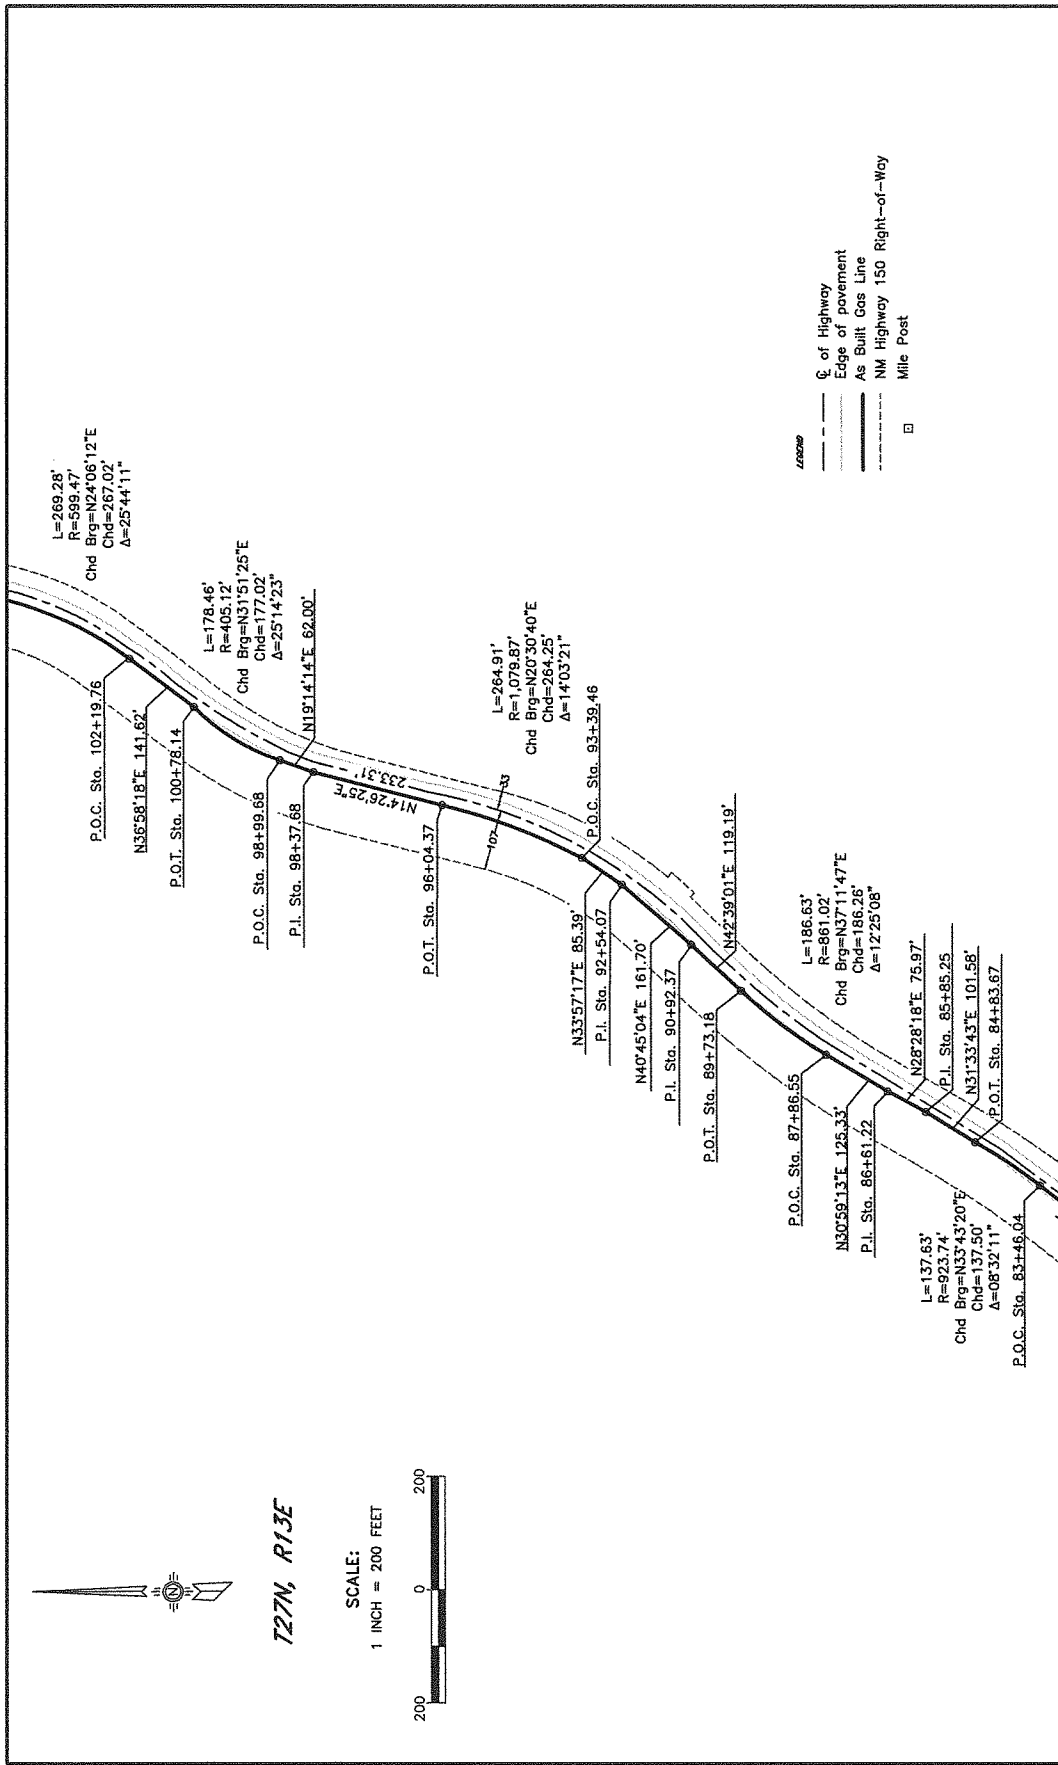 T27N, R13E
SCALE:
1 INCH = 200 FEET
200 0 200
N
L=269.28'
R=599.47'
Chd Brg=N24°06'12"E
Chd=267.02'
Δ=25°44'11"
P.O.C. Sta. 102+19.76
N36°58'18"E 141.62'
P.O.T. Sta. 100+78.14
L=178.46'
R=405.12'
Chd Brg=N31°51'25"E
Chd=177.02'
Δ=25°14'23"
P.O.C. Sta. 98+99.68
N19°14'14"E 62.00'
P.I. Sta. 98+37.68
N14°26'25"E
233.31'
P.O.T. Sta. 96+04.37
107
33
L=264.91'
R=1,079.87'
Chd Brg=N20°30'40"E
Chd=264.25'
Δ=14°03'21"
P.O.C. Sta. 93+39.46
N33°57'17"E 85.39'
P.I. Sta. 92+54.07
N40°45'04"E 161.70'
P.I. Sta. 90+92.37
N42°39'01"E 119.19'
P.O.T. Sta. 89+73.18
L=186.63'
R=861.02'
Chd Brg=N37°11'47"E
Chd=186.26'
Δ=12°25'08"
P.O.C. Sta. 87+86.55
N30°59'13"E 125.33'
P.I. Sta. 86+61.22
N28°28'18"E 75.97'
P.I. Sta. 85+85.25
N31°33'43"E 101.58'
P.O.T. Sta. 84+83.67
L=137.63'
R=923.74'
Chd Brg=N33°43'20"E
Chd=137.50'
Δ=08°32'11"
P.O.C. Sta. 83+46.04
LEGEND
℄ of Highway
Edge of pavement
As Built Gas Line
NM Highway 150 Right-of-Way
Mile Post